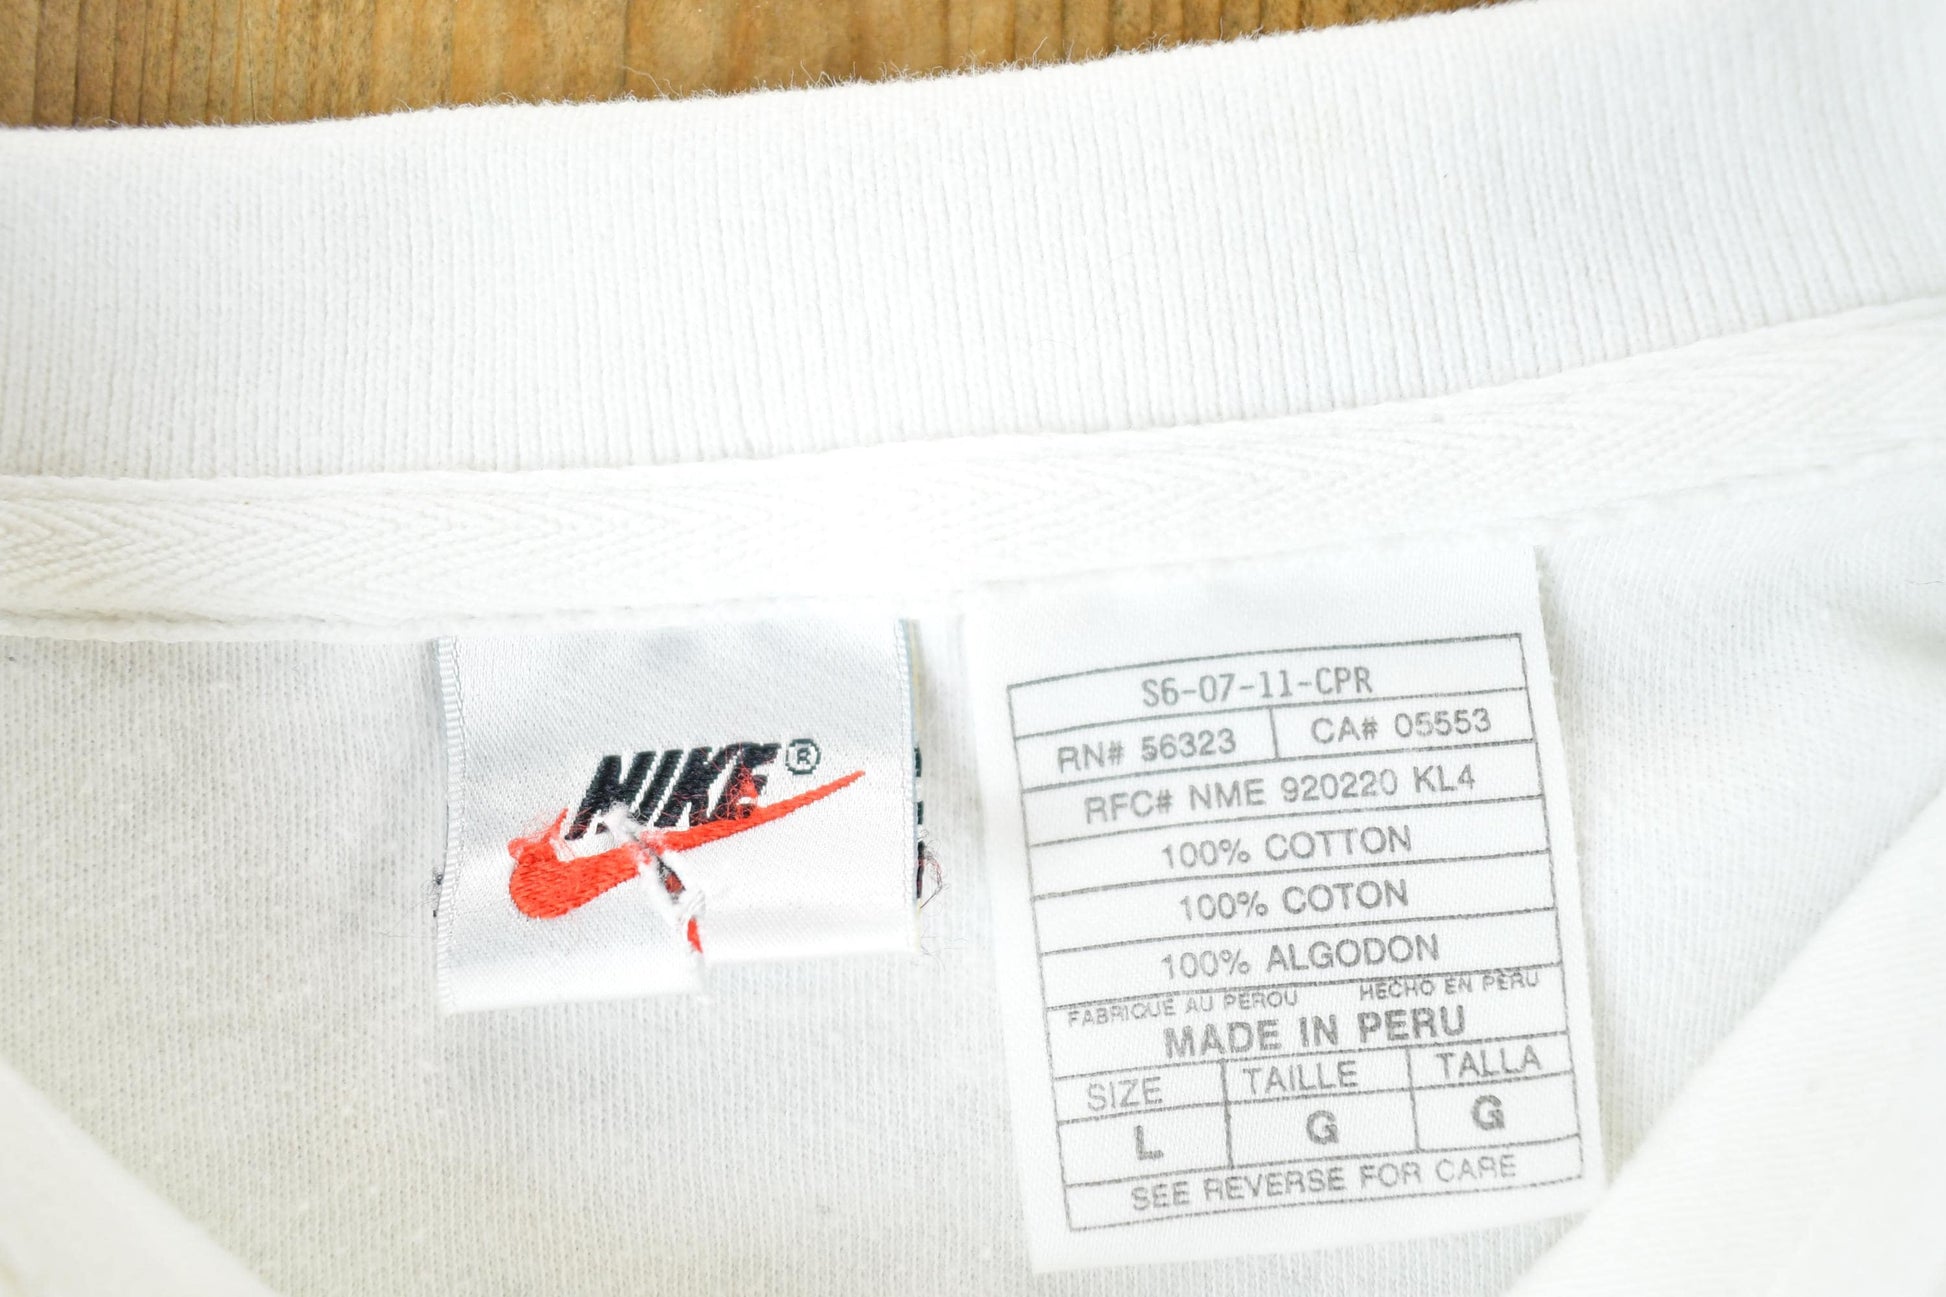 NIKE®
S6-07-11-CPR
RN# 56323 CA# 05553
RFC# NME 920220 KL4
100% COTTON
100% COTON
100% ALGODON
FABRIQUE AU PEROU HECHO EN PERU
MADE IN PERU
SIZE TAILLE TALLA
L G G
SEE REVERSE FOR CARE